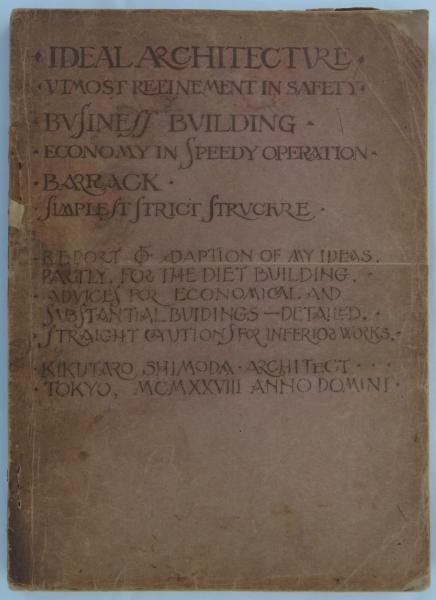 · IDEAL ARCHITECTVRE ·
· VTMOST REFINEMENT IN SAFETY ·
· BVSINESS BVILDING ·
· ECONOMY IN SPEEDY OPERATION ·
· BARRACK ·
· SIMPLEST STRICT STRVCTVRE ·
· REPORT OF ADAPTION OF MY IDEAS.
PARTLY, FOR THE DIET BUILDING. ·
· ADVICES FOR ECONOMICAL AND
SUBSTANTIAL BUIDINGS — DETAILED.
· STRAIGHT CAUTIONS FOR INFERIOR WORKS. ·
· KIKUTARO SHIMODA · ARCHITECT · · ·
· TOKYO, MCMXXVIII ANNO DOMINI ·